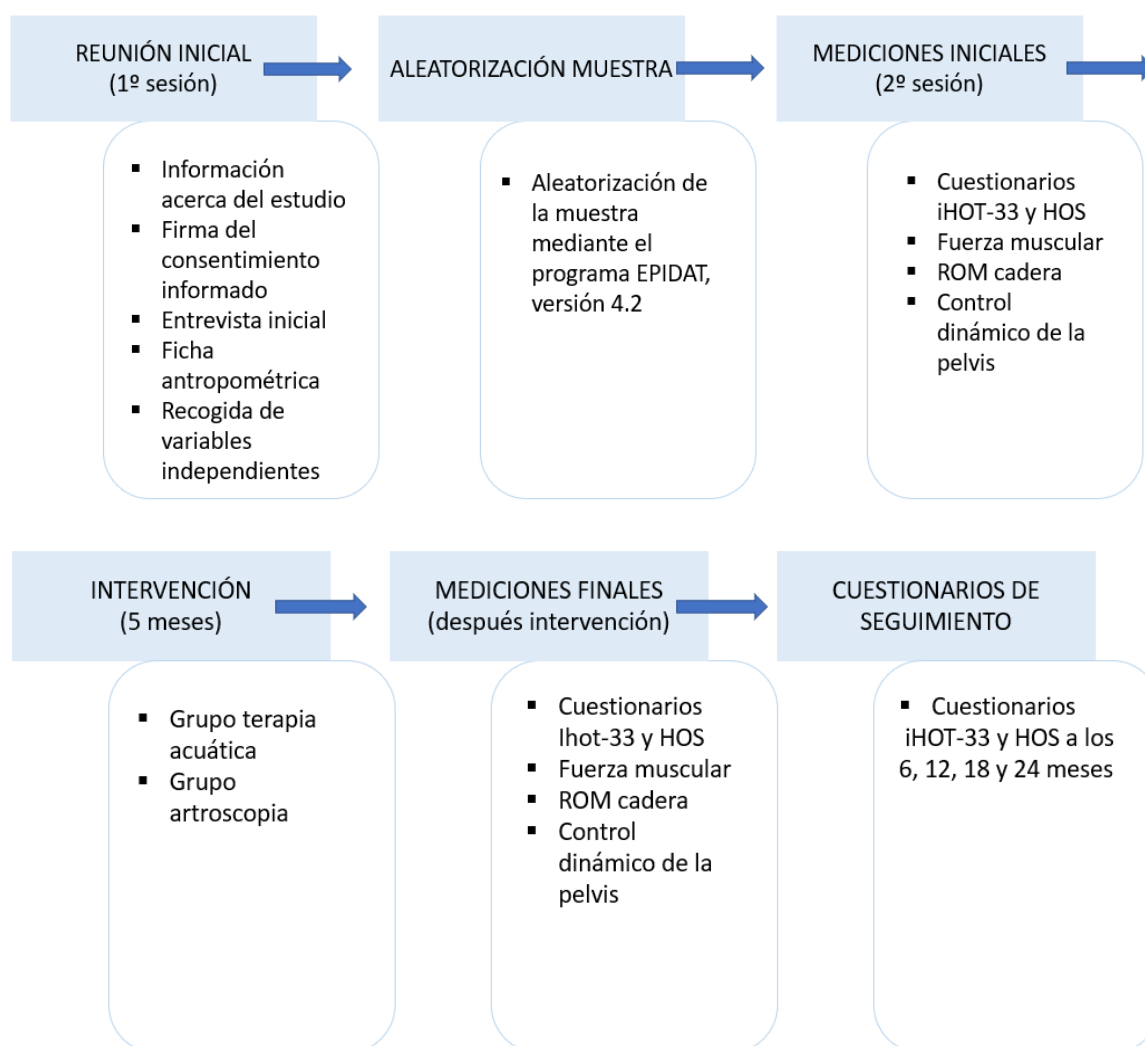 REUNIÓN INICIAL
(1º sesión)
▪ Información
acerca del estudio
▪ Firma del
consentimiento
informado
▪ Entrevista inicial
▪ Ficha
antropométrica
▪ Recogida de
variables
independientes
ALEATORIZACIÓN MUESTRA
▪ Aleatorización de
la muestra
mediante el
programa EPIDAT,
versión 4.2
MEDICIONES INICIALES
(2º sesión)
▪ Cuestionarios
iHOT-33 y HOS
▪ Fuerza muscular
▪ ROM cadera
▪ Control
dinámico de la
pelvis
INTERVENCIÓN
(5 meses)
▪ Grupo terapia
acuática
▪ Grupo
artroscopia
MEDICIONES FINALES
(después intervención)
▪ Cuestionarios
Ihot-33 y HOS
▪ Fuerza muscular
▪ ROM cadera
▪ Control
dinámico de la
pelvis
CUESTIONARIOS DE
SEGUIMIENTO
▪ Cuestionarios
iHOT-33 y HOS a los
6, 12, 18 y 24 meses